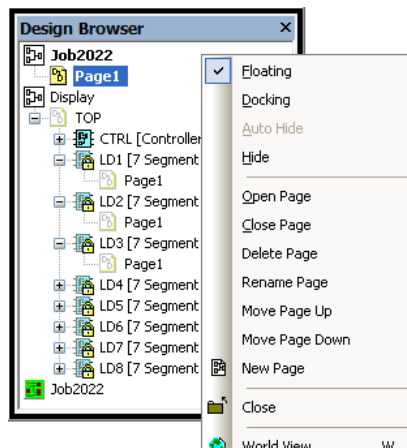 Design Browser
Job2022
Page1
Display
TOP
CTRL [Controller
LD1 [7 Segment
Page1
LD2 [7 Segment
Page1
LD3 [7 Segment
Page1
LD4 [7 Segment
LD5 [7 Segment
LD6 [7 Segment
LD7 [7 Segment
LD8 [7 Segment
Job2022
Floating
Docking
Auto Hide
Hide
Open Page
Close Page
Delete Page
Rename Page
Move Page Up
Move Page Down
New Page
Close
World View W